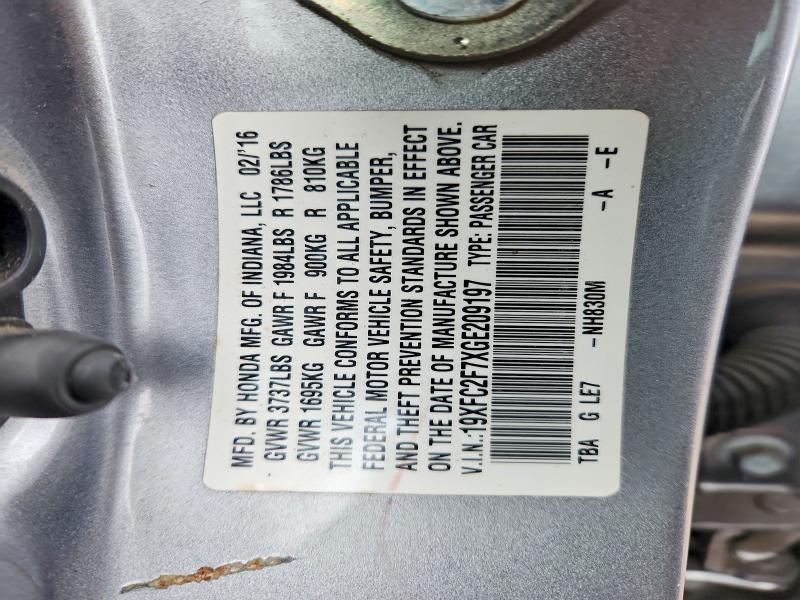 MFD. BY HONDA MFG. OF INDIANA, LLC 02/'16
GVWR 3737LBS GAWR F 1984LBS R 1786LBS
GVWR 1695KG GAWR F 900KG R 810KG
THIS VEHICLE CONFORMS TO ALL APPLICABLE
FEDERAL MOTOR VEHICLE SAFETY, BUMPER,
AND THEFT PREVENTION STANDARDS IN EFFECT
ON THE DATE OF MANUFACTURE SHOWN ABOVE.
V.I.N.:19XFC2F7XGE209197 TYPE: PASSENGER CAR
TBA G LE7 -NH830M -A -E